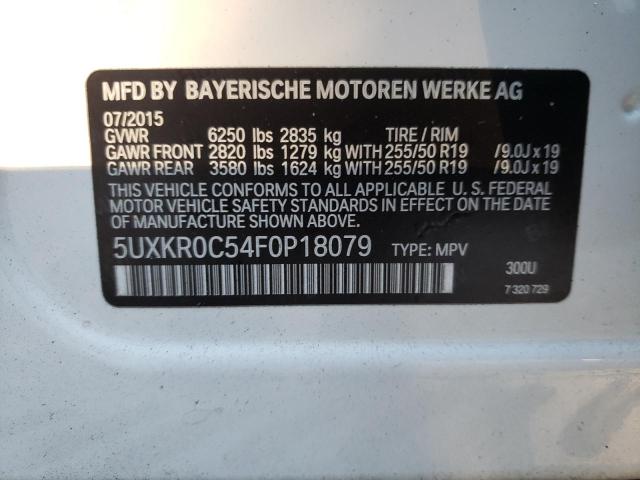 MFD BY BAYERISCHE MOTOREN WERKE AG
07/2015
GVWR 6250 lbs 2835 kg TIRE / RIM
GAWR FRONT 2820 lbs 1279 kg WITH 255/50 R19 /9.0J x 19
GAWR REAR 3580 lbs 1624 kg WITH 255/50 R19 /9.0J x 19
THIS VEHICLE CONFORMS TO ALL APPLICABLE U. S. FEDERAL
MOTOR VEHICLE SAFETY STANDARDS IN EFFECT ON THE DATE
OF MANUFACTURE SHOWN ABOVE.
5UXKR0C54F0P18079 TYPE: MPV
300U
7 320 729